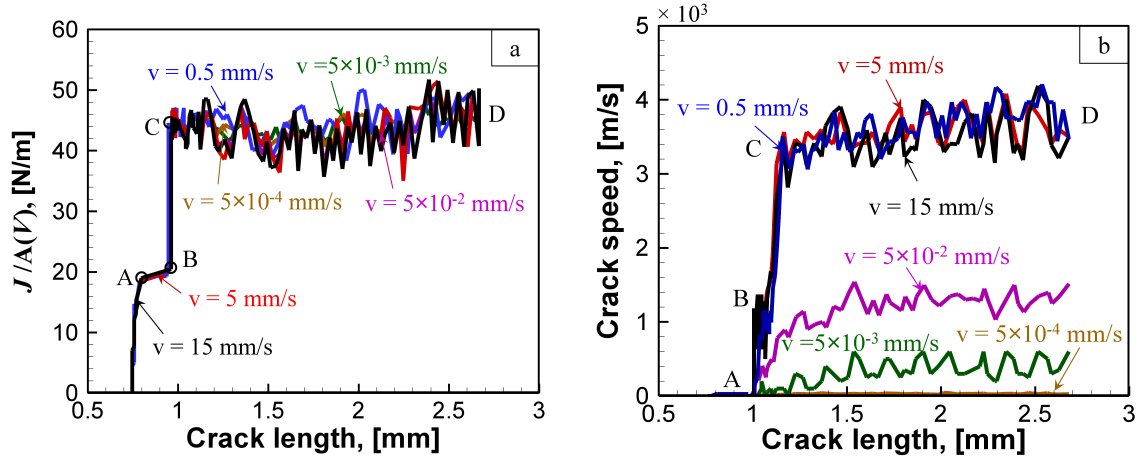 a
60
50
40
30
20
10
0
J/A(V), [N/m]
v = 0.5 mm/s
v =5×10-3 mm/s
C
D
v = 5×10-4 mm/s
v = 5×10-2 mm/s
A
B
v = 5 mm/s
v = 15 mm/s
0.5
1
1.5
2
2.5
3
Crack length, [mm]
× 10³
b
5
4
3
2
1
0
Crack speed, [m/s]
v =5 mm/s
v = 0.5 mm/s
C
D
v = 15 mm/s
v = 5×10-2 mm/s
B
v = 5×10-4 mm/s
v =5×10-3 mm/s
A
0.5
1
1.5
2
2.5
3
Crack length, [mm]